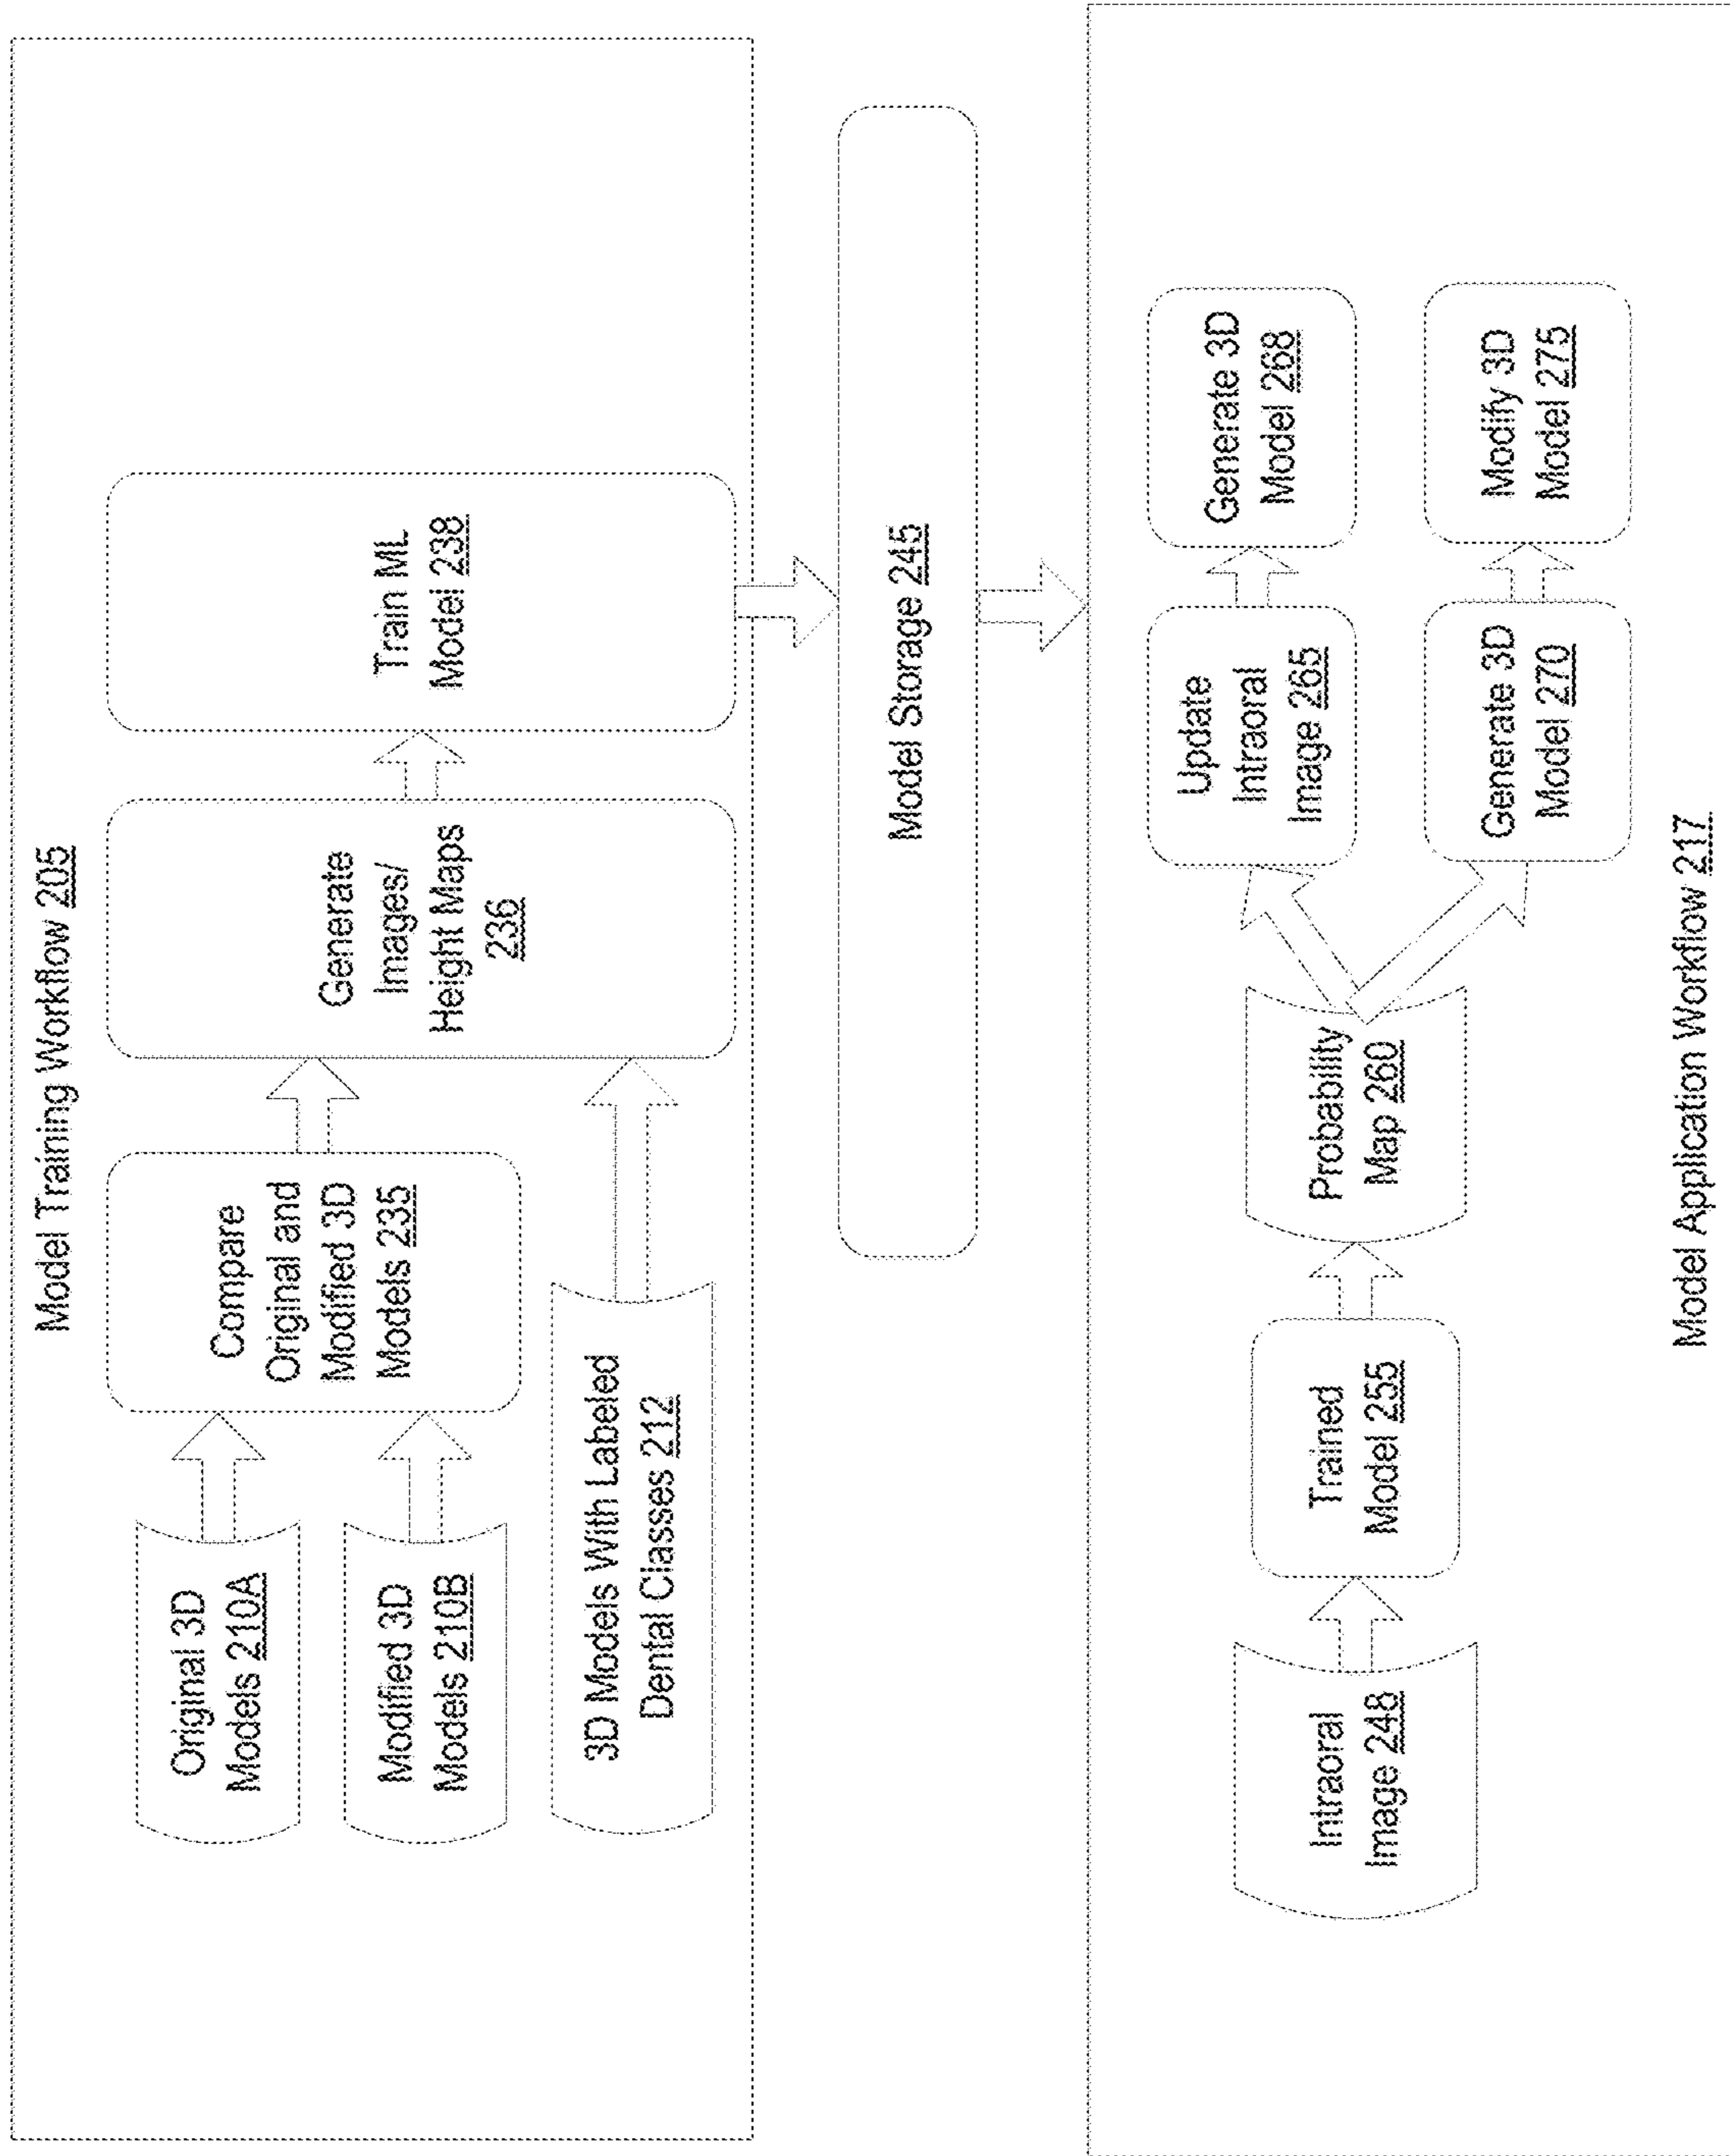 Model Training Workflow 205
Original 3D
Models 210A
Modified 3D
Models 210B
3D Models With Labeled
Dental Classes 212
Compare
Original and
Modified 3D
Models 235
Generate
Images/
Height Maps
236
Train ML
Model 238
Model Storage 245
Intraoral
Image 248
Trained
Model 255
Probability
Map 260
Update
Intraoral
Image 265
Generate 3D
Model 268
Generate 3D
Model 270
Modify 3D
Model 275
Model Application Workflow 217